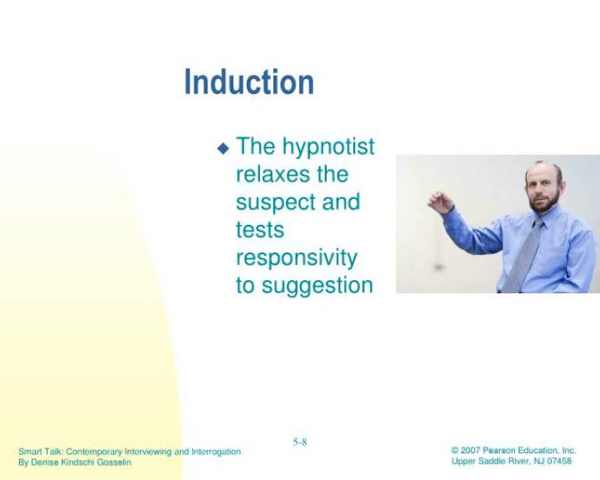 Induction
◆ The hypnotist
relaxes the
suspect and
tests
responsivity
to suggestion
5-8
Smart Talk: Contemporary Interviewing and Interrogation
By Denise Kindschi Gosselin
© 2007 Pearson Education, Inc.
Upper Saddle River, NJ 07458